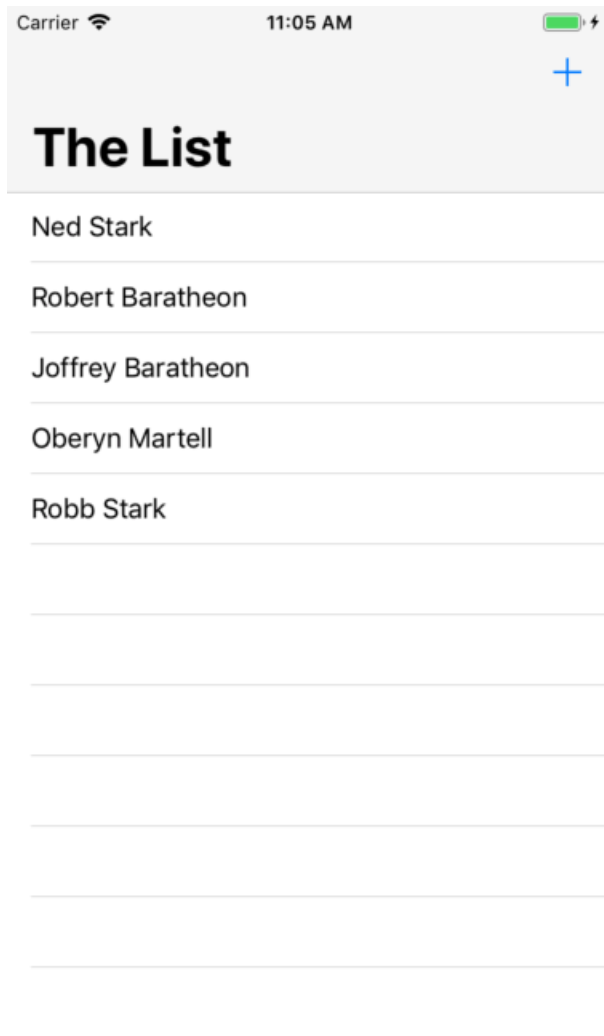 Carrier 11:05 AM
The List
Ned Stark
Robert Baratheon
Joffrey Baratheon
Oberyn Martell
Robb Stark